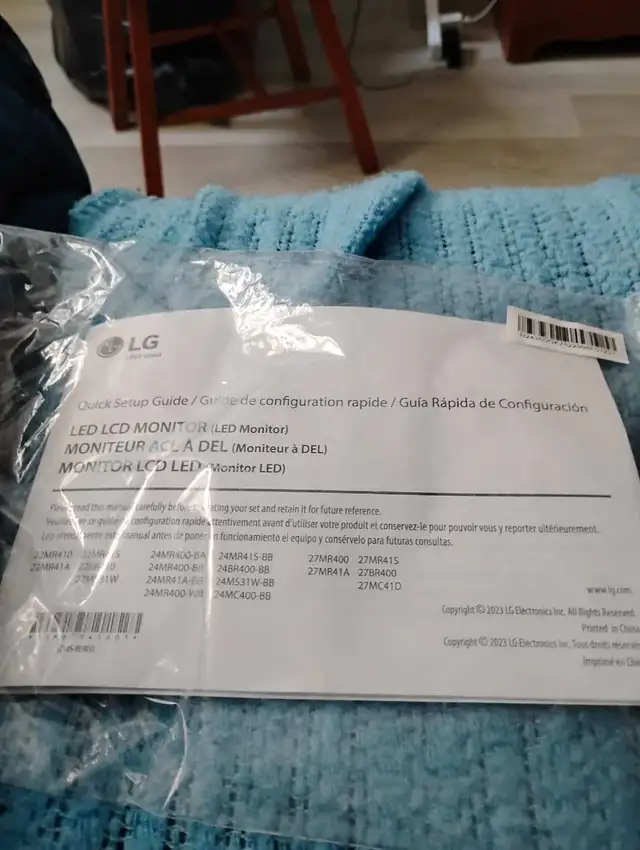 LG
Quick Setup Guide / Guide de configuration rapide / Guía Rápida de Configuración
LED LCD MONITOR (LED Monitor)
MONITEUR ACL À DEL (Moniteur à DEL)
MONITOR LCD LED (Monitor LED)
Please read this manual carefully before operating your set and retain it for future reference.
Veuillez lire ce guide de configuration rapide attentivement avant d'utiliser votre produit et conservez-le pour pouvoir vous y reporter ultérieurement.
Lea atentamente este manual antes de poner en funcionamiento el equipo y consérvelo para futuras consultas.
22MR410 24MR400-BA 24MR415-BB 27MR400 27MR415
22MR41A 24MR400-BB 24BR400-BB 27MR41A 27BR400
24MR41A-BB 24MS31W-BB 27MC41D
24MR400-WB 24MC400-BB
www.lg.com
Copyright © 2023 LG Electronics Inc. All Rights Reserved.
Printed in China
Copyright © 2023 LG Electronics Inc. Tous droits réservés
Imprimé en